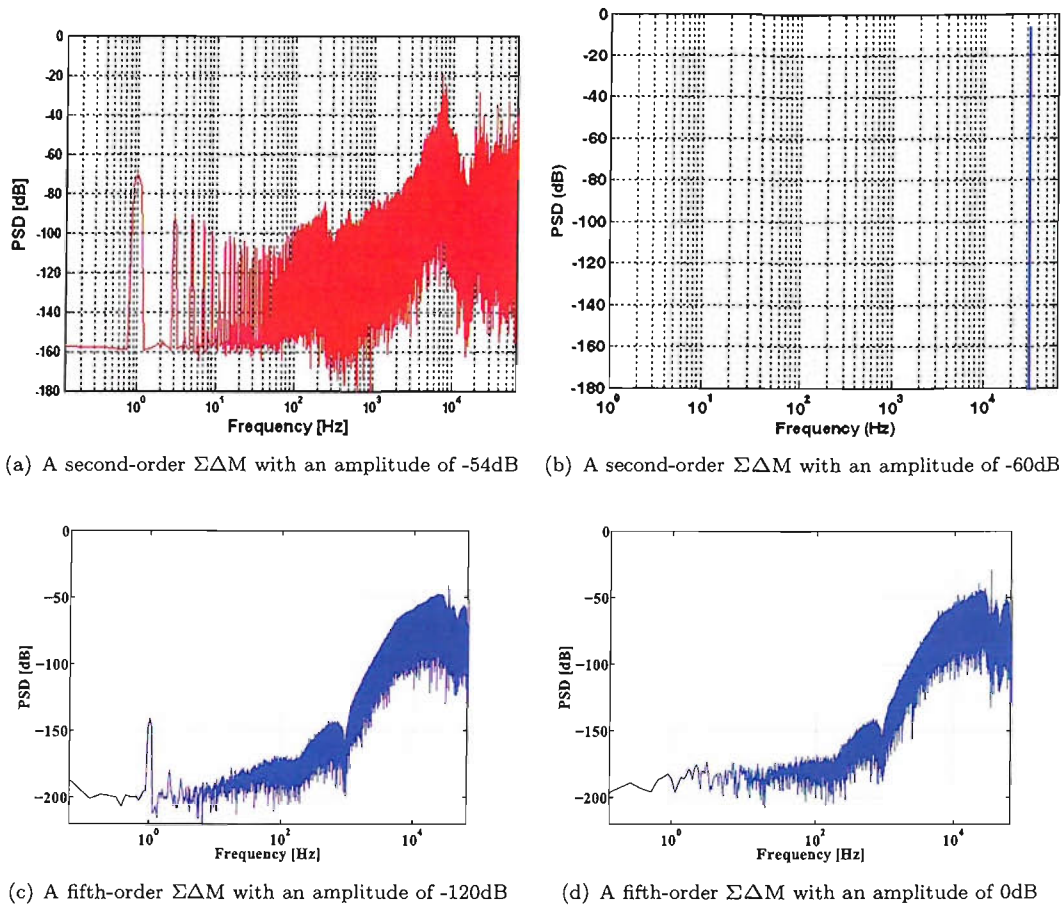 0
-20
-40
-60
-80
-100
-120
-140
-160
-180
PSD [dB]
10^0 10^1 10^2 10^3 10^4
Frequency [Hz]
(a) A second-order ΣΔM with an amplitude of -54dB
0
-20
-40
-60
-80
-100
-120
-140
-160
-180
PSD (dB)
10^0 10^1 10^2 10^3 10^4
Frequency (Hz)
(b) A second-order ΣΔM with an amplitude of -60dB
0
−50
−100
−150
−200
PSD [dB]
10^0 10^2 10^4
Frequency [Hz]
(c) A fifth-order ΣΔM with an amplitude of -120dB
0
−50
−100
−150
−200
PSD [dB]
10^0 10^2 10^4
Frequency [Hz]
(d) A fifth-order ΣΔM with an amplitude of 0dB